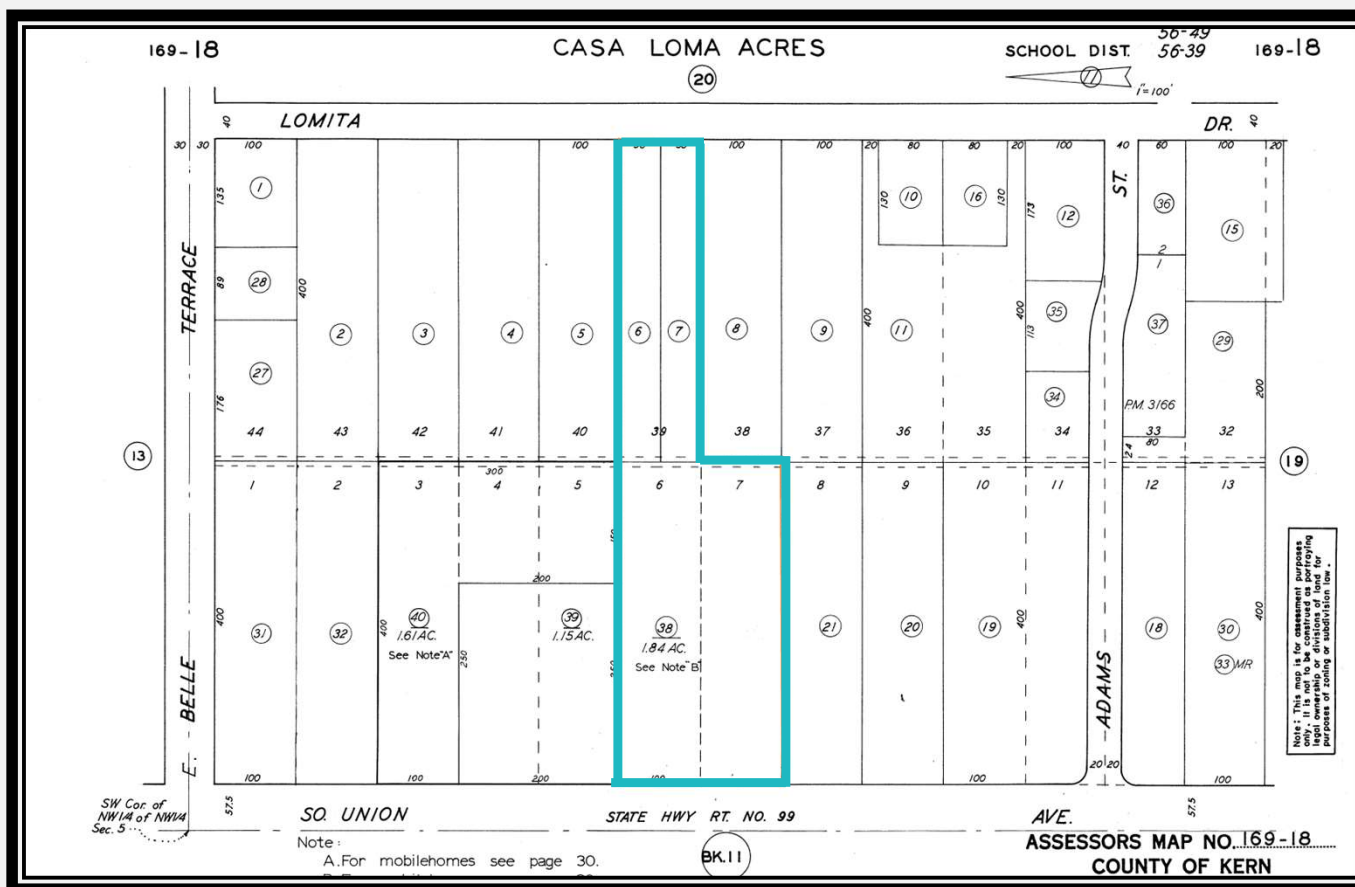 56-49
169-18
CASA LOMA ACRES
SCHOOL DIST. 56-39
169-18
20
1"=100'
40
LOMITA
DR.
40
30 30 100 100 100 100 20 80 80 20 100 40 60 100 20
135
1
130
10
16
130
173
12
ST.
36
15
2
1
TERRACE
89
28
400
2
3
4
5
6
7
8
9
400
11
400
35
113
37
29
27
176
34
P.M. 3166
200
44 43 42 41 40 39 38 37 36 35 34 33 32
80
24
13
300
19
1 2 3 4 5 6 7 8 9 10 11 12 13
150
200
400
31
32
400
40
1.61 AC.
See Note "A"
250
39
1.15 AC.
38
1.84 AC.
See Note "B"
21
20
19
400
18
30
33 MR
400
E. BELLE
ADAMS
Note: This map is for assessment purposes
only. It is not to be construed as portraying
legal ownership or divisions of land for
purposes of zoning or subdivision law.
100 100 200 100 100 20 20 100
SW Cor. of
NW1/4 of NW1/4
Sec. 5
57.5
SO. UNION
STATE HWY RT. NO. 99
AVE.
57.5
Note:
A. For mobilehomes see page 30.
BK.11
ASSESSORS MAP NO. 169-18
COUNTY OF KERN